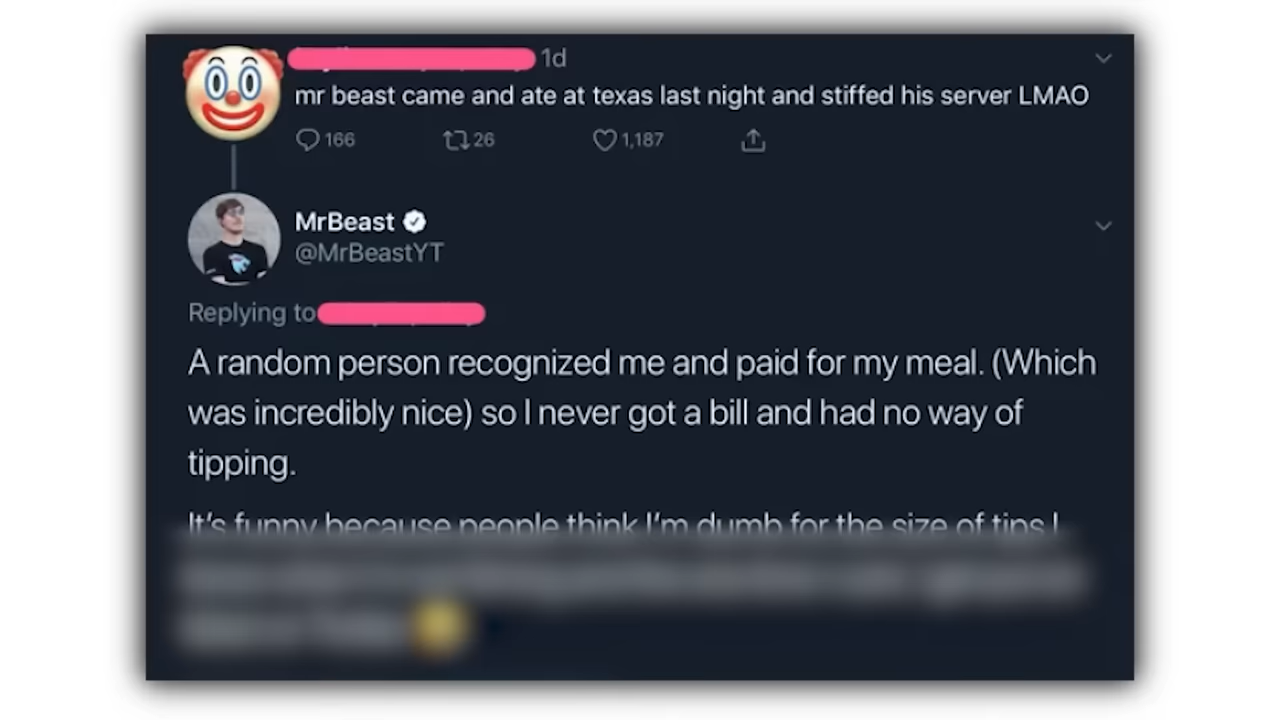 1d
mr beast came and ate at texas last night and stiffed his server LMAO
166 26 1,187
MrBeast
@MrBeastYT
Replying to
A random person recognized me and paid for my meal. (Which
was incredibly nice) so I never got a bill and had no way of
tipping.
It's funny because people think I'm dumb for the size of tips I